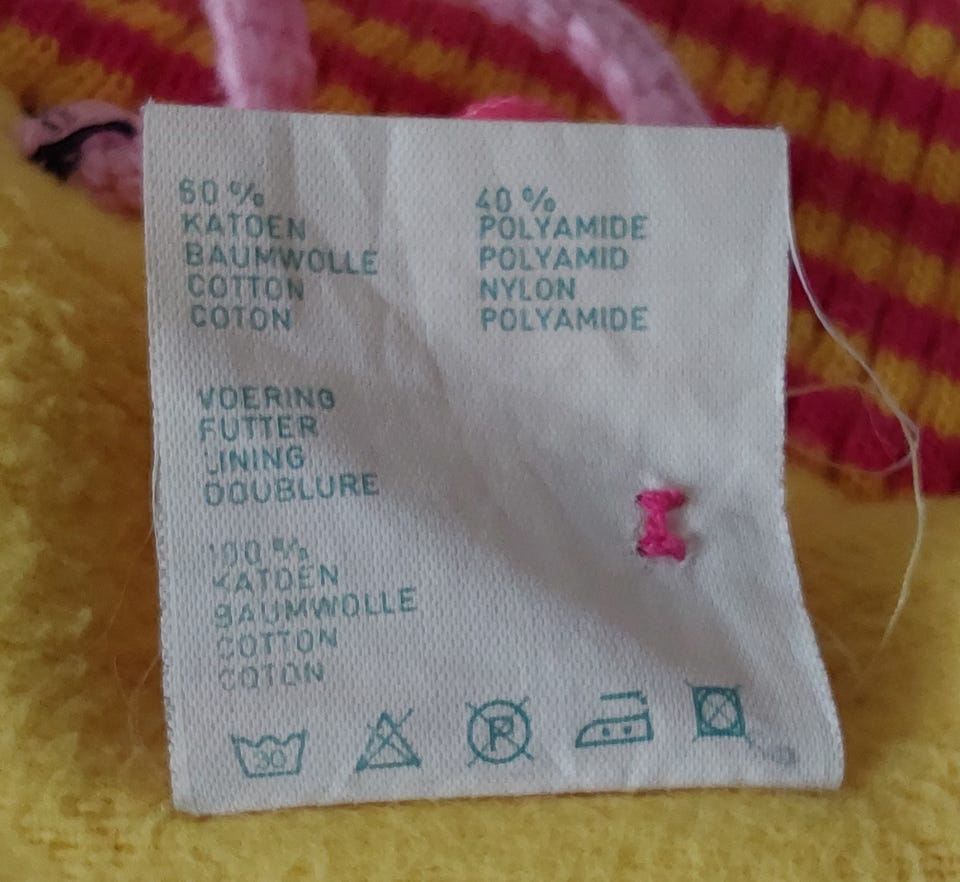 60 %
KATOEN
BAUMWOLLE
COTTON
COTON
40 %
POLYAMIDE
POLYAMID
NYLON
POLYAMIDE
VOERING
FUTTER
LINING
DOUBLURE
100 %
KATOEN
BAUMWOLLE
COTTON
COTON
30
P